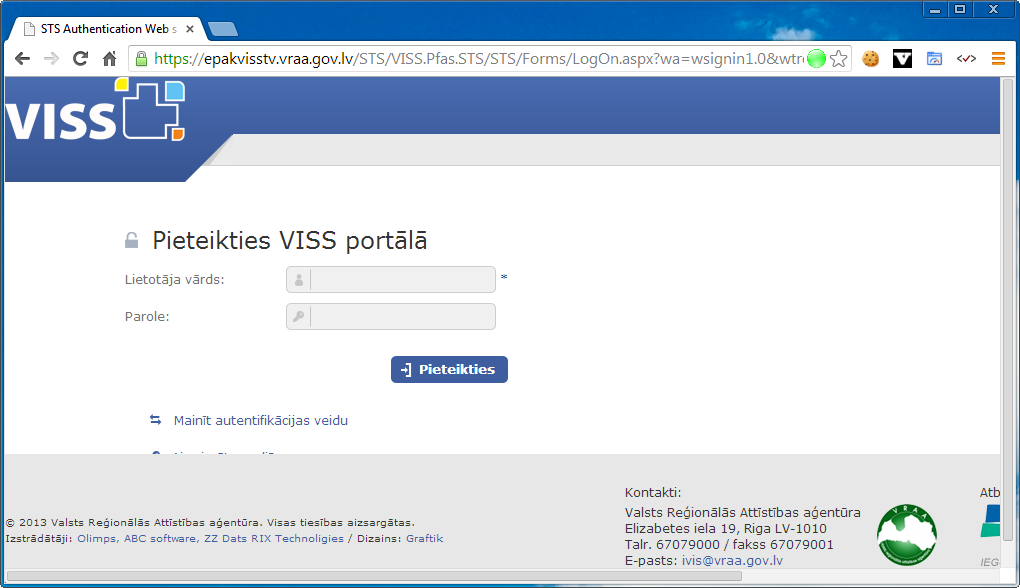 STS Authentication Web s
https://epakvisstv.vraa.gov.lv/STS/VISS.Pfas.STS/STS/Forms/LogOn.aspx?wa=wsignin1.0&wtre
VISS
Pieteikties VISS portālā
Lietotāja vārds: *
Parole:
Pieteikties
Mainīt autentifikācijas veidu
Kontakti:
Atb
Valsts Reģionālās Attīstības aģentūra
Elizabetes iela 19, Riga LV-1010
Talr. 67079000 / fakss 67079001
E-pasts: ivis@vraa.gov.lv
© 2013 Valsts Reģionālās Attīstības aģentūra. Visas tiesības aizsargātas.
Izstrādātāji: Olimps, ABC software, ZZ Dats RIX Technoligies / Dizains: Graftik
VRAA
IEG